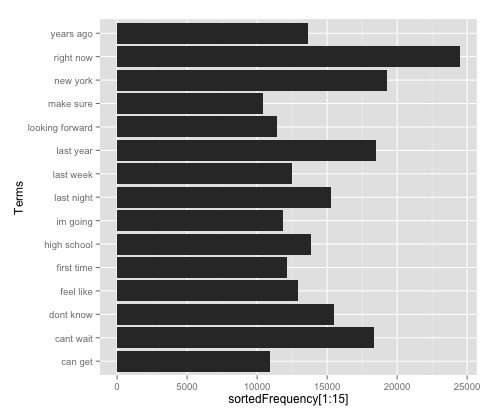 years ago
right now
new york
make sure
looking forward
last year
last week
last night
im going
high school
first time
feel like
dont know
cant wait
can get
Terms
0 5000 10000 15000 20000 25000
sortedFrequency[1:15]